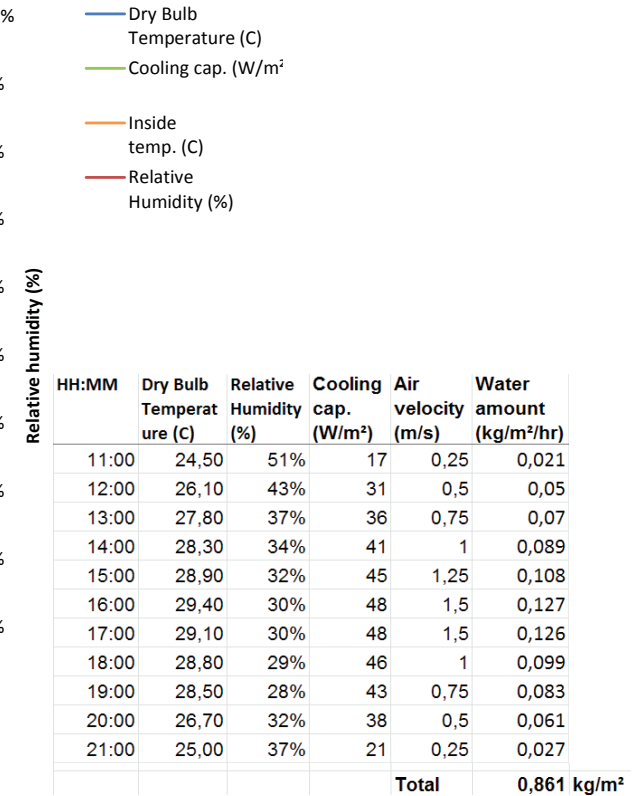 %
Dry Bulb
Temperature (C)
Cooling cap. (W/m²
Inside
temp. (C)
Relative
Humidity (%)
%
%
%
%
%
%
%
%
%
Relative humidity (%)
HH:MM Dry Bulb Relative Cooling Air Water
Temperat Humidity cap. velocity amount
ure (C) (%) (W/m²) (m/s) (kg/m²/hr)
11:00 24,50 51% 17 0,25 0,021
12:00 26,10 43% 31 0,5 0,05
13:00 27,80 37% 36 0,75 0,07
14:00 28,30 34% 41 1 0,089
15:00 28,90 32% 45 1,25 0,108
16:00 29,40 30% 48 1,5 0,127
17:00 29,10 30% 48 1,5 0,126
18:00 28,80 29% 46 1 0,099
19:00 28,50 28% 43 0,75 0,083
20:00 26,70 32% 38 0,5 0,061
21:00 25,00 37% 21 0,25 0,027
Total 0,861 kg/m²